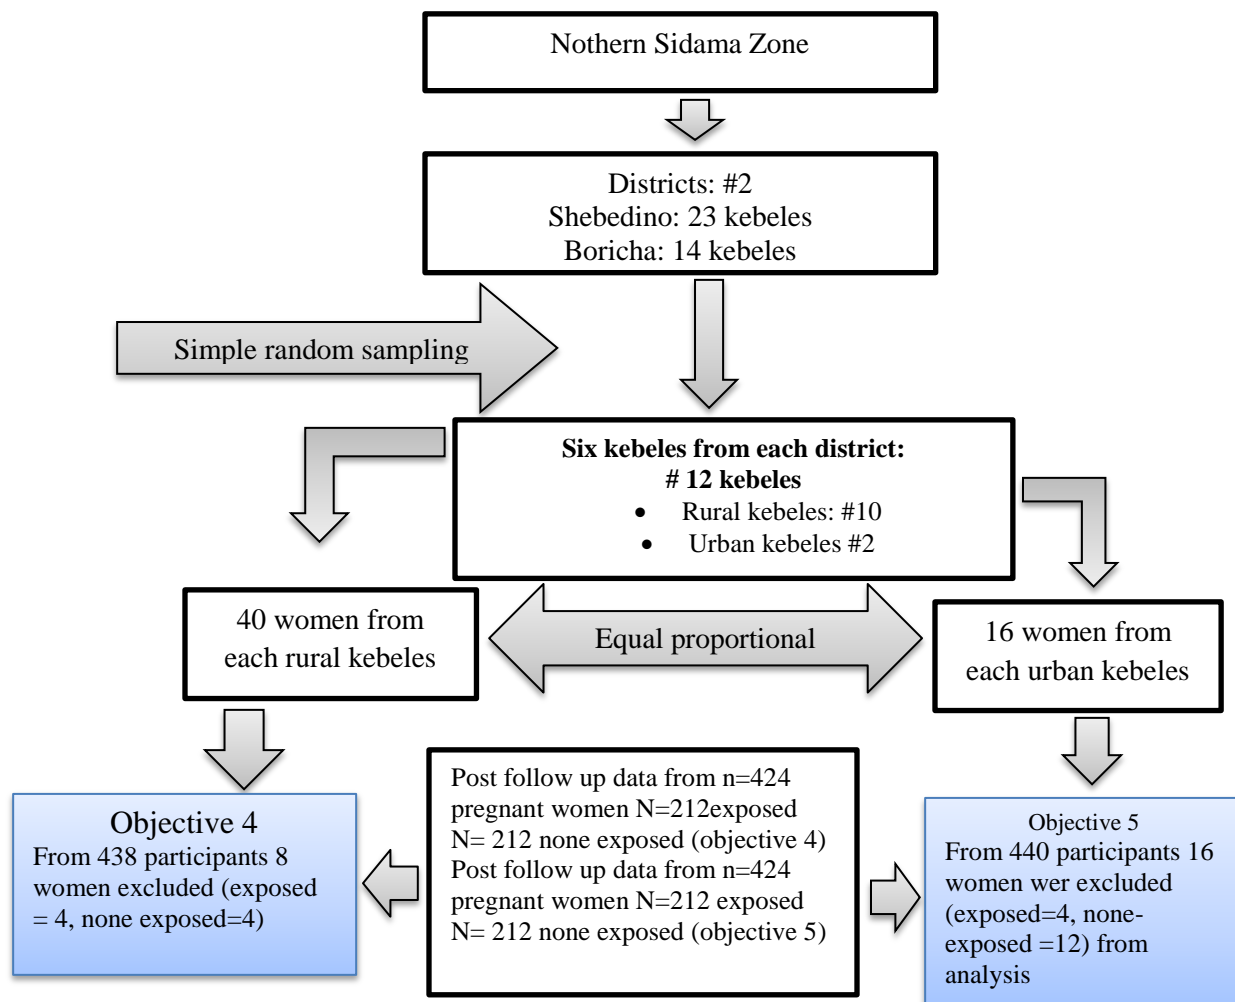 Nothern Sidama Zone
Districts: #2
Shebedino: 23 kebeles
Boricha: 14 kebeles
Simple random sampling
Six kebeles from each district:
# 12 kebeles
• Rural kebeles: #10
• Urban kebeles #2
40 women from
each rural kebeles
Equal proportional
16 women from
each urban kebeles
Objective 4
From 438 participants 8
women excluded (exposed
= 4, none exposed=4)
Post follow up data from n=424
pregnant women N=212exposed
N= 212 none exposed (objective 4)
Post follow up data from n=424
pregnant women N=212 exposed
N= 212 none exposed (objective 5)
Objective 5
From 440 participants 16
women wer excluded
(exposed=4, none-
exposed =12) from
analysis